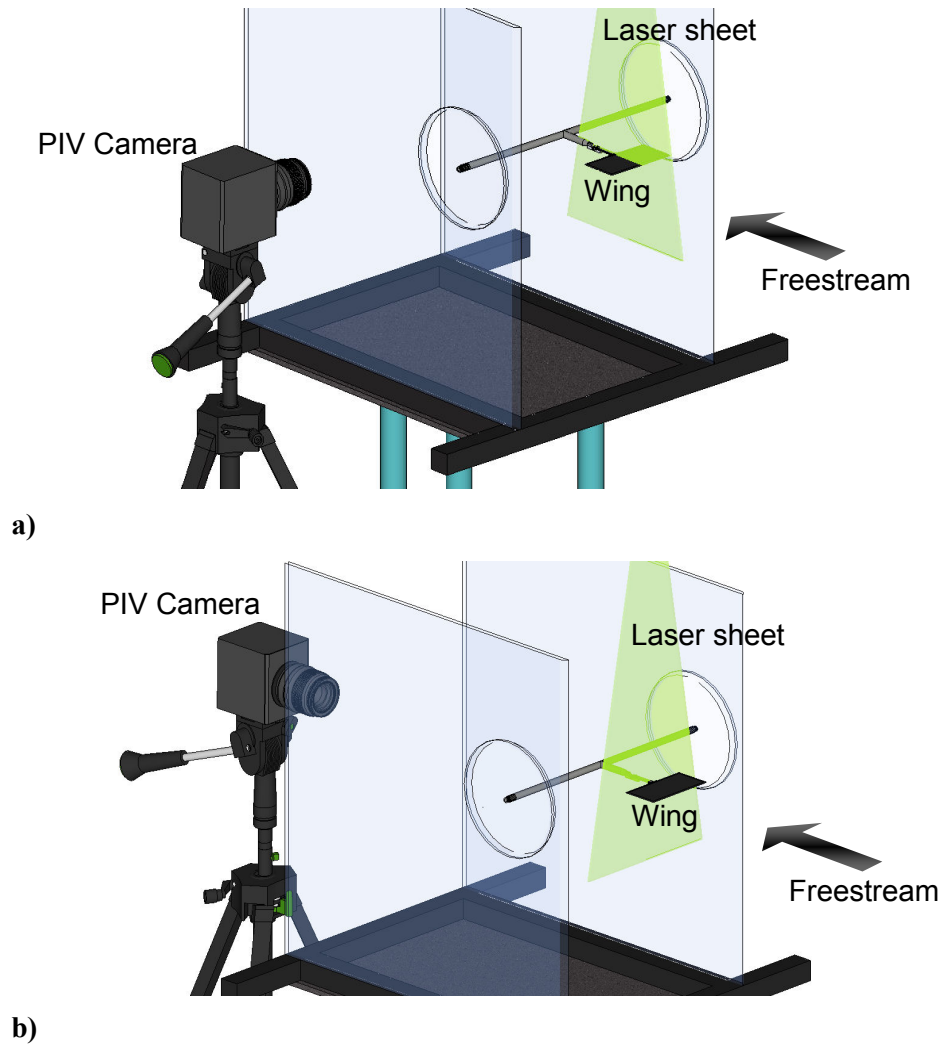 Laser sheet
PIV Camera
Wing
Freestream
a)
PIV Camera
Laser sheet
Wing
Freestream
b)